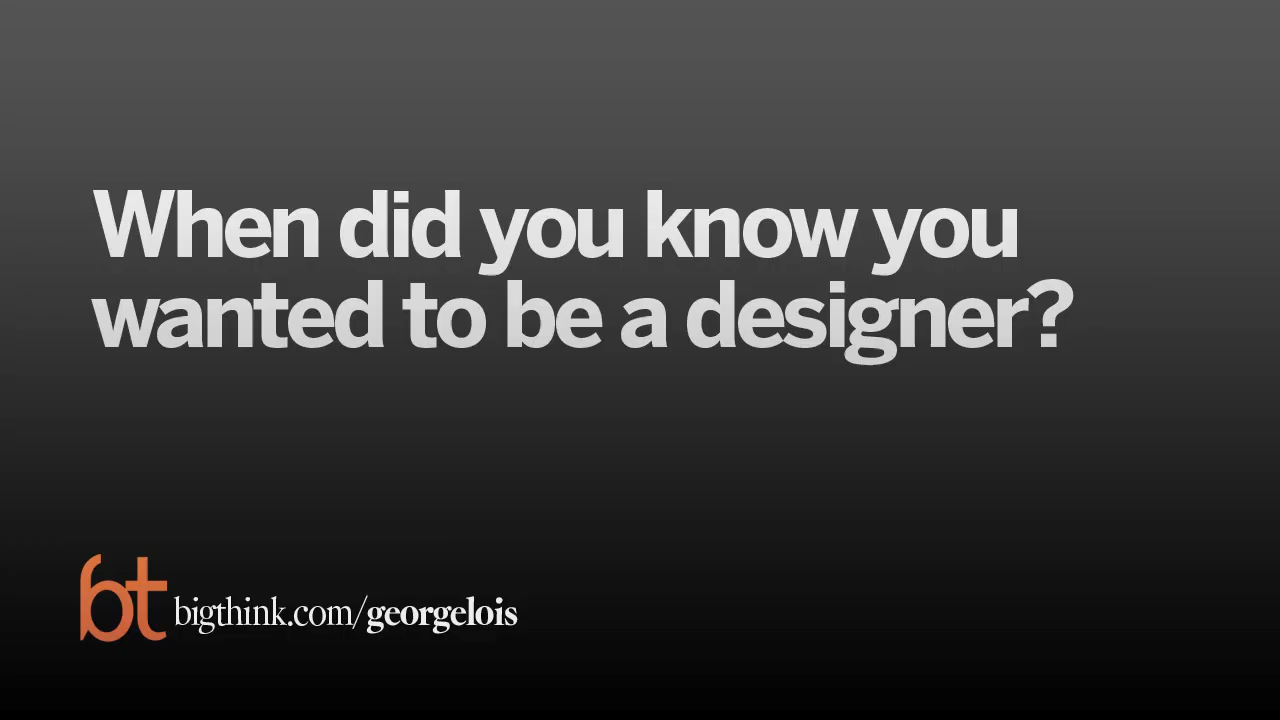 When did you know you
wanted to be a designer?
bt bigthink.com/georgelois